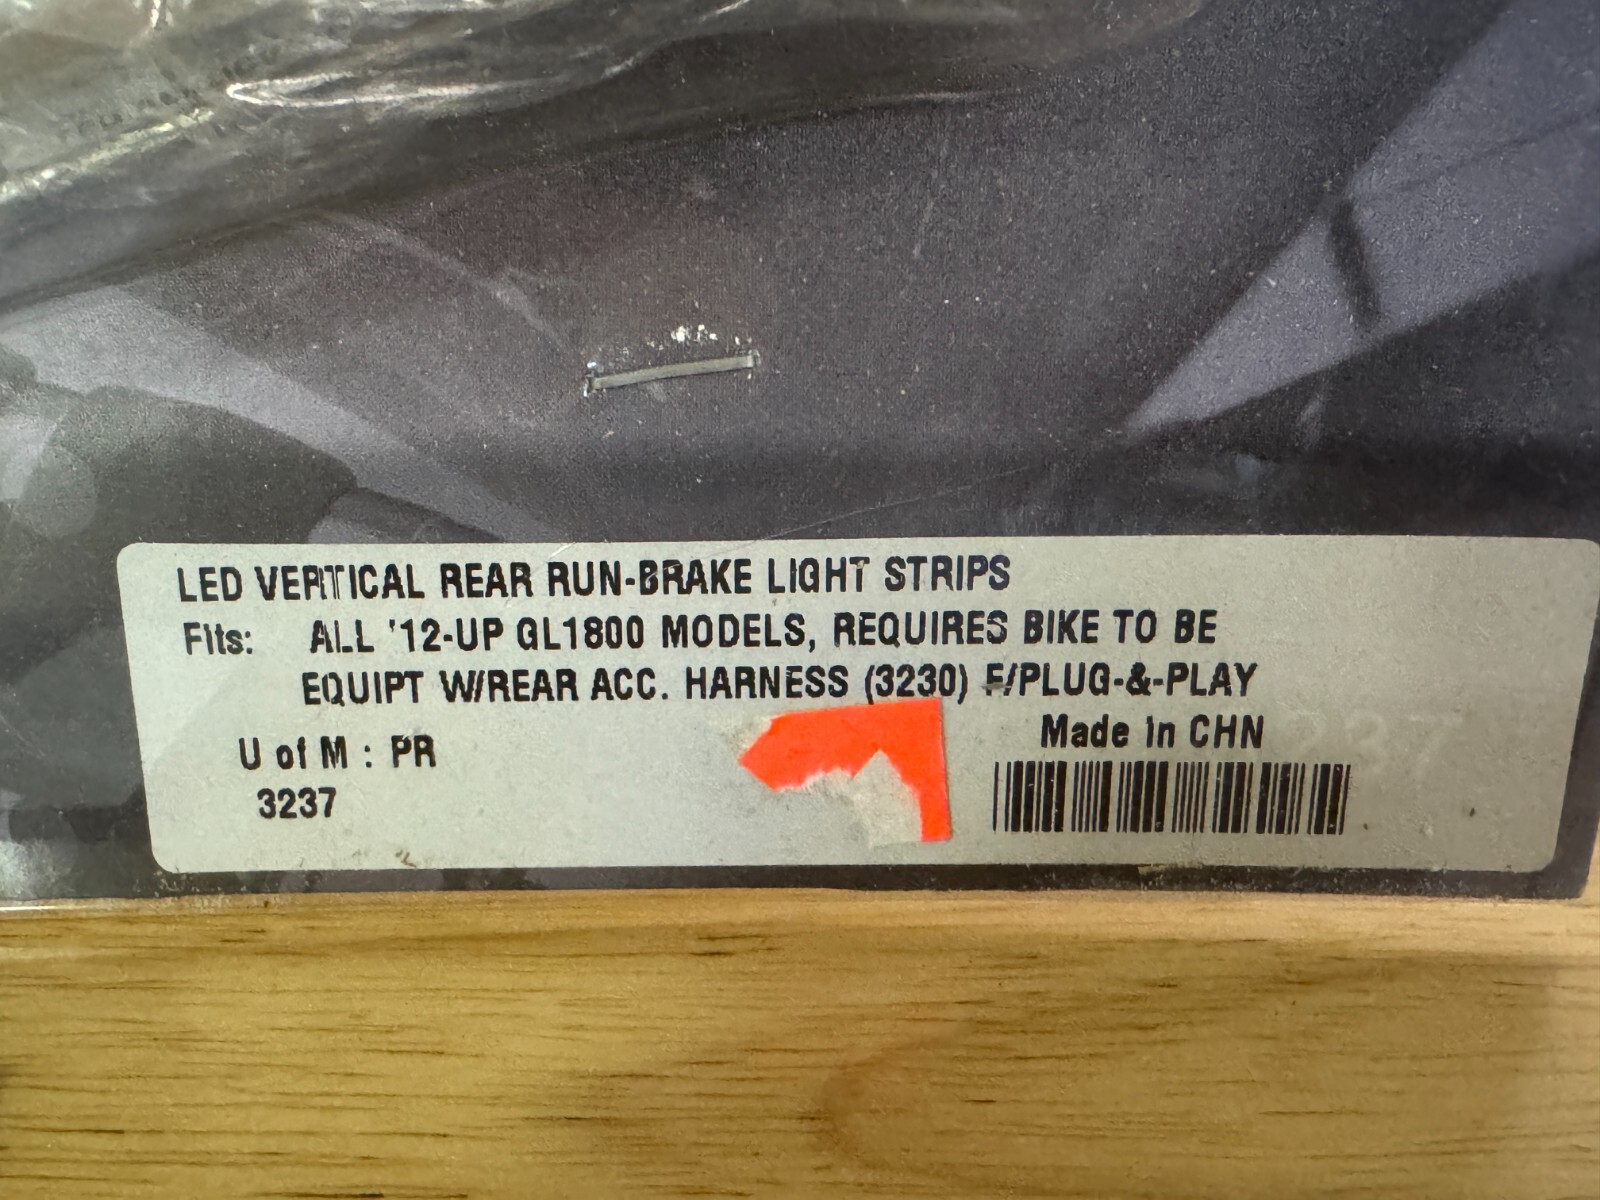 LED VERTICAL REAR RUN-BRAKE LIGHT STRIPS
Fits: ALL '12-UP GL1800 MODELS, REQUIRES BIKE TO BE
EQUIPT W/REAR ACC. HARNESS (3230) F/PLUG-&-PLAY
Made in CHN
U of M : PR
3237